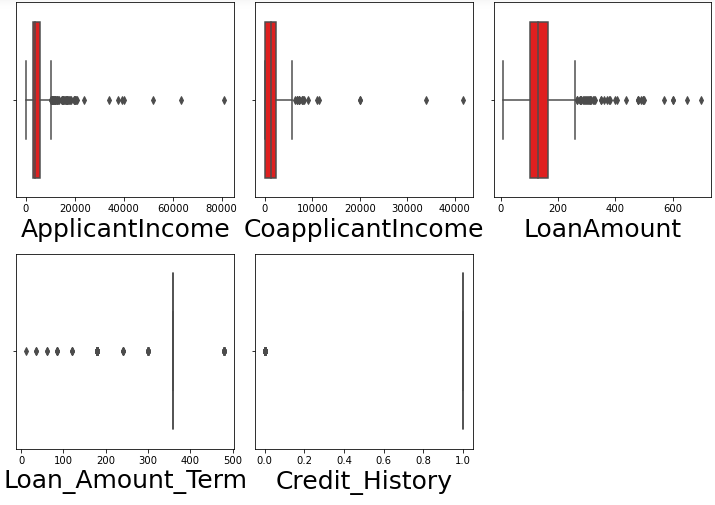 0 20000 40000 60000 80000
ApplicantIncome
0 10000 20000 30000 40000
CoapplicantIncome
0 200 400 600
LoanAmount
0 100 200 300 400 500
Loan_Amount_Term
0.0 0.2 0.4 0.6 0.8 1.0
Credit_History